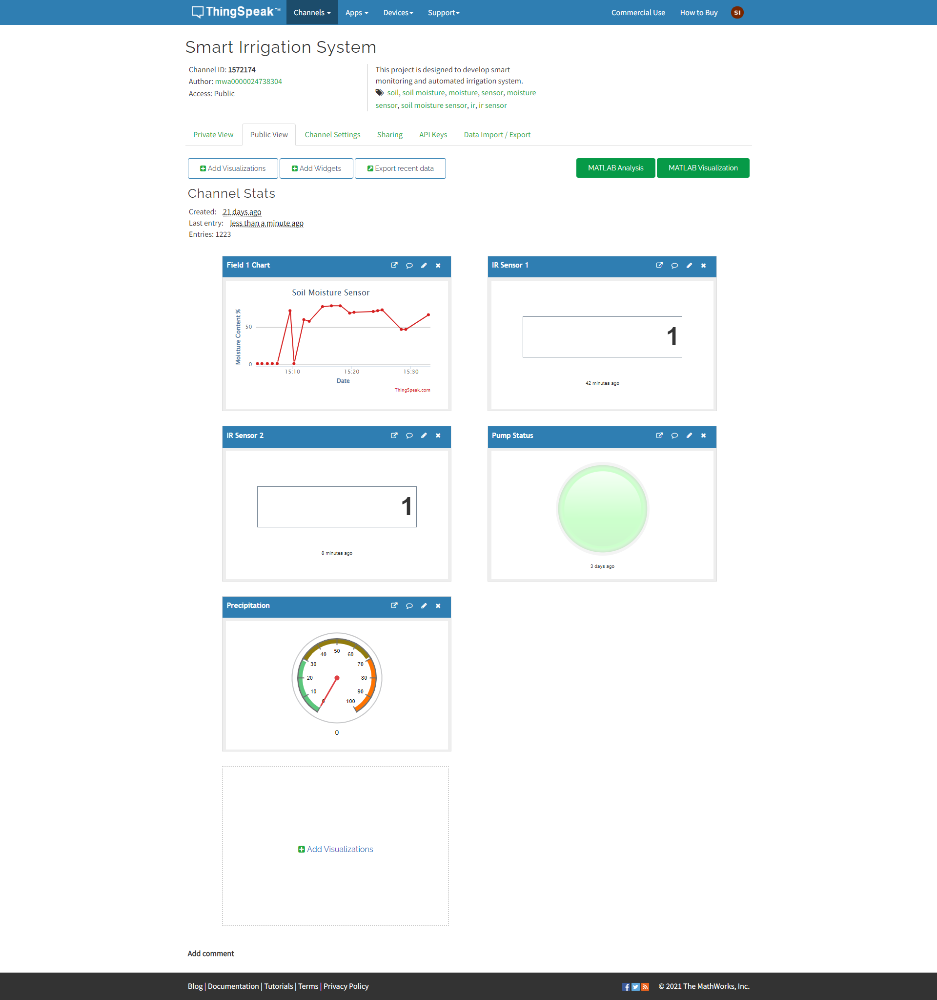 ThingSpeak™ Channels Apps Devices Support Commercial Use How to Buy SI
Smart Irrigation System
Channel ID: 1572174
Author: mwa0000024738304
Access: Public
This project is designed to develop smart
monitoring and automated irrigation system.
soil, soil moisture, moisture, sensor, moisture
sensor, soil moisture sensor, ir, ir sensor
Private View Public View Channel Settings Sharing API Keys Data Import / Export
Add Visualizations Add Widgets Export recent data MATLAB Analysis MATLAB Visualization
Channel Stats
Created: 21 days ago
Last entry: less than a minute ago
Entries: 1223
Field 1 Chart
Soil Moisture Sensor
Moisture Content %
50
0
15:10 15:20 15:30
Date
ThingSpeak.com
IR Sensor 1
1
42 minutes ago
IR Sensor 2
1
8 minutes ago
Pump Status
3 days ago
Precipitation
0 10 20 30 40 50 60 70 80 90 100
0
Add Visualizations
Add comment
Blog | Documentation | Tutorials | Terms | Privacy Policy
© 2021 The MathWorks, Inc.